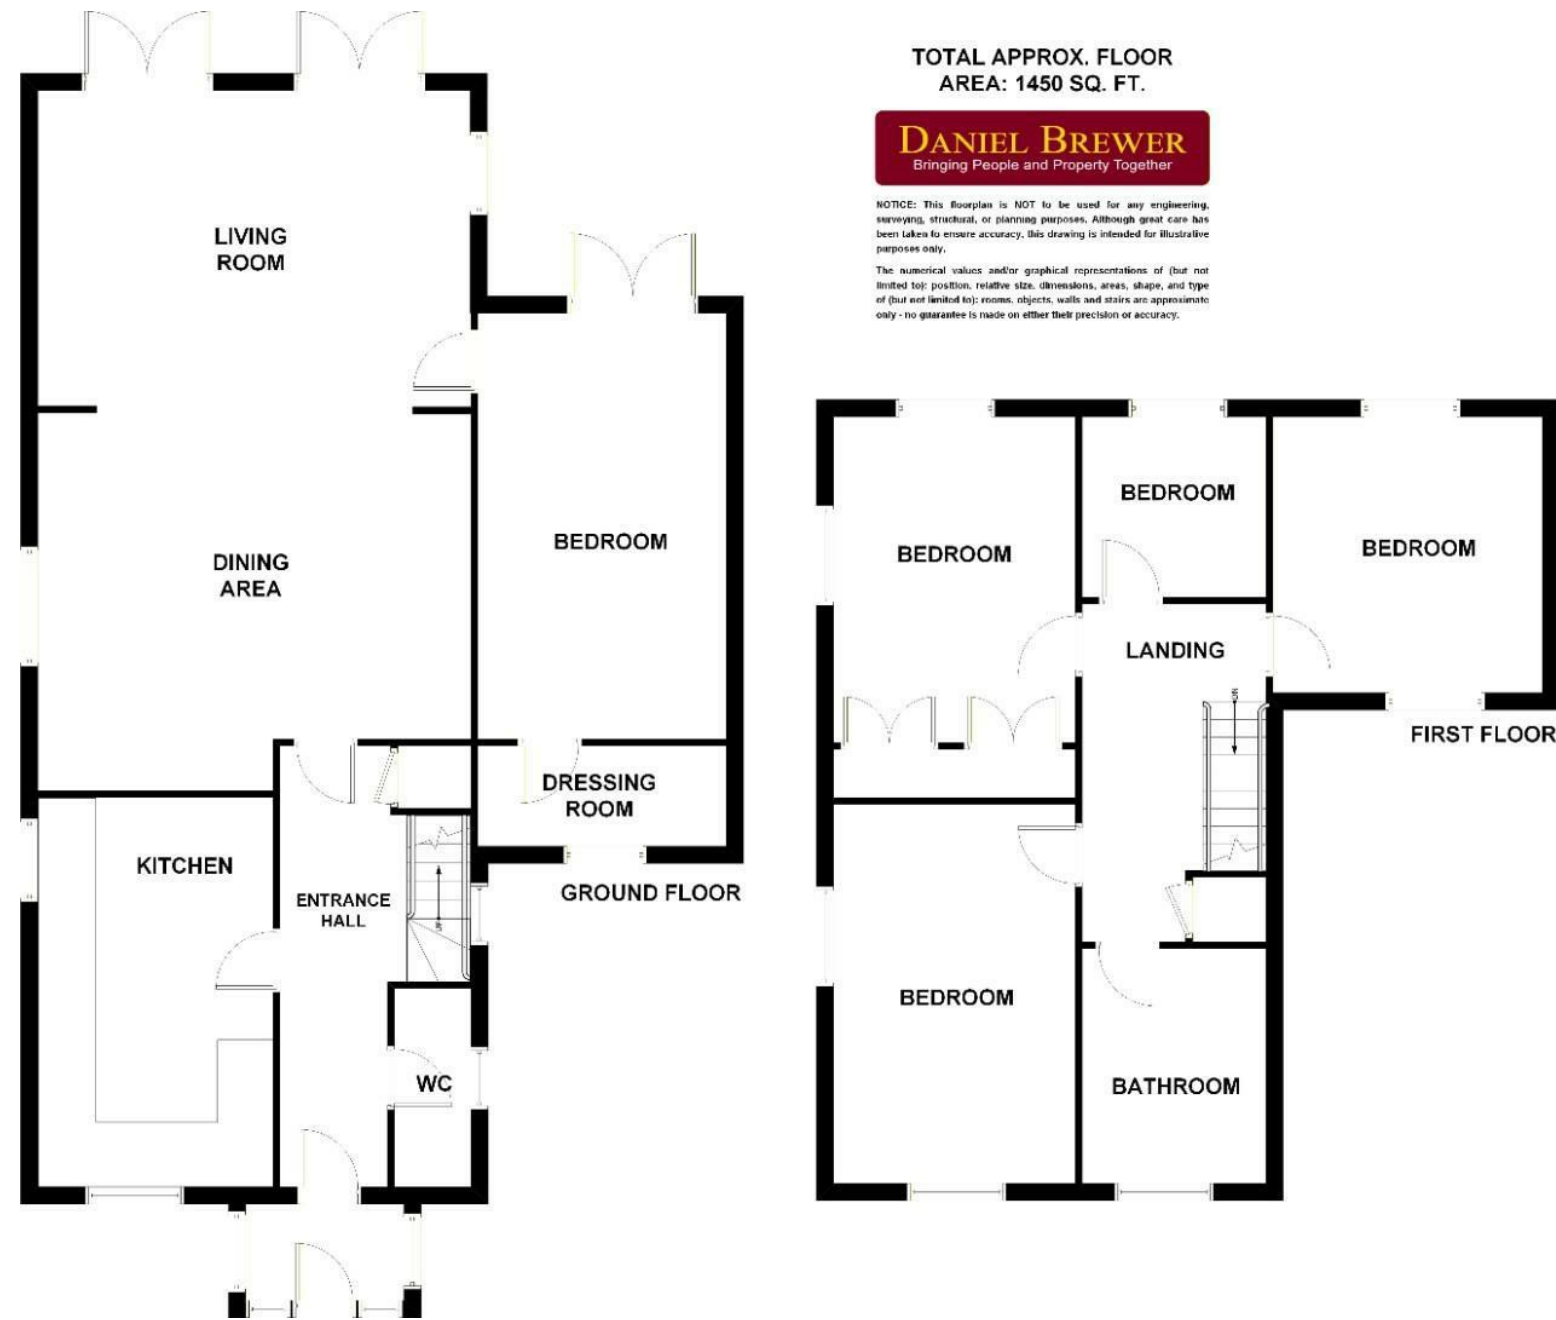 TOTAL APPROX. FLOOR
AREA: 1450 SQ. FT.
DANIEL BREWER
Bringing People and Property Together
NOTICE: This floorplan is NOT to be used for any engineering,
surveying, structural, or planning purposes. Although great care has
been taken to ensure accuracy, this drawing is intended for illustrative
purposes only.
The numerical values and/or graphical representations of (but not
limited to): position, relative size, dimensions, areas, shape, and type
of (but not limited to): rooms, objects, walls and stairs are approximate
only - no guarantee is made on either their precision or accuracy.
LIVING
ROOM
DINING
AREA
BEDROOM
DRESSING
ROOM
KITCHEN
ENTRANCE
HALL
UP
WC
GROUND FLOOR
BEDROOM
BEDROOM
BEDROOM
LANDING
DN
FIRST FLOOR
BEDROOM
BATHROOM